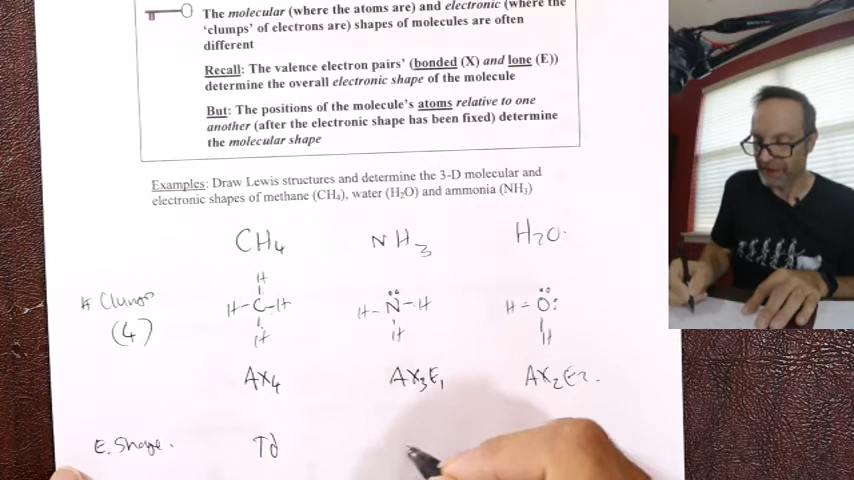 The molecular (where the atoms are) and electronic (where the
'clumps' of electrons are) shapes of molecules are often
different
Recall: The valence electron pairs' (bonded (X) and lone (E))
determine the overall electronic shape of the molecule
But: The positions of the molecule's atoms relative to one
another (after the electronic shape has been fixed) determine
the molecular shape
Examples: Draw Lewis structures and determine the 3-D molecular and
electronic shapes of methane (CH₄), water (H₂O) and ammonia (NH₃)
CH₄ NH₃ H₂O.
H
# Clumps H-C-H H-N-H H-O:
(4) H H H
AX₄ AX₃E₁ AX₂E₂.
E. Shape. Td